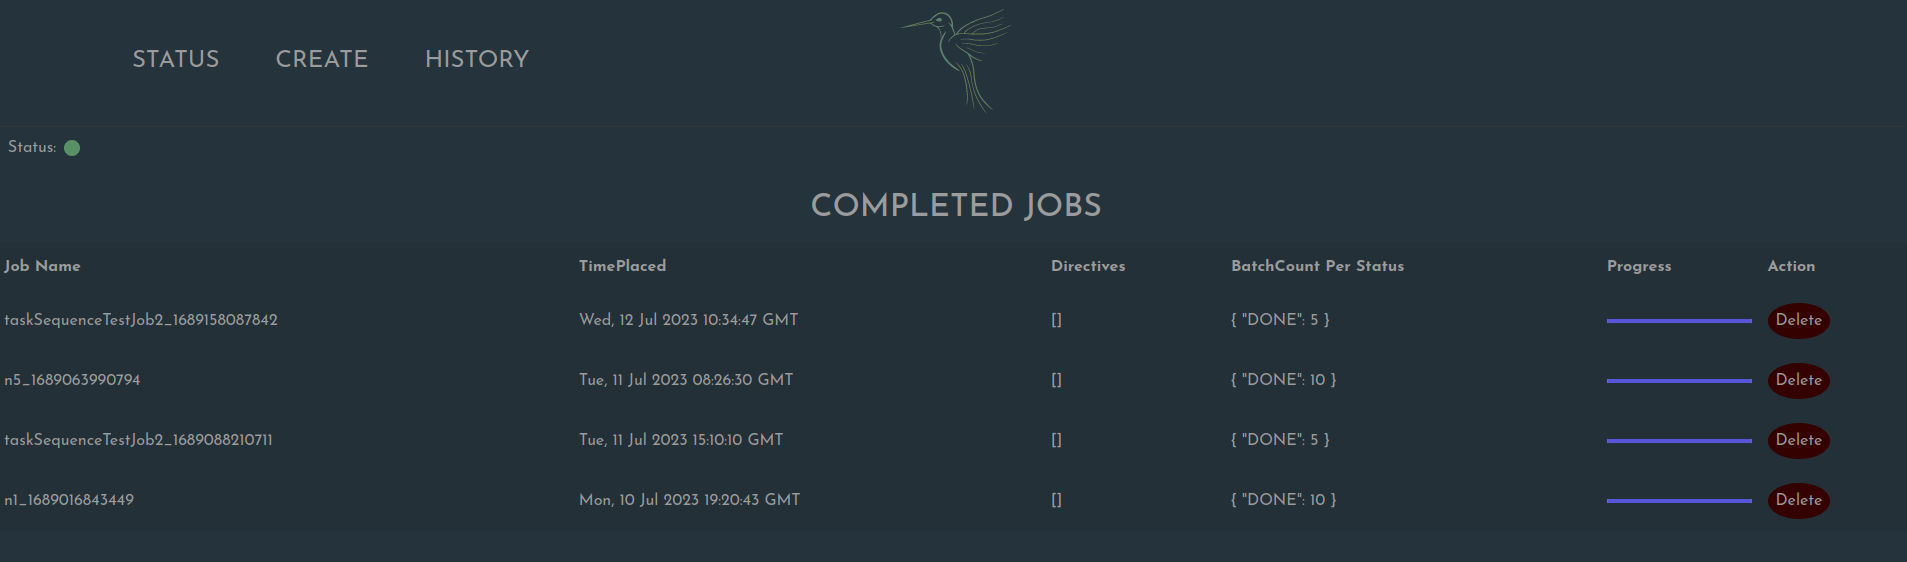 STATUS CREATE HISTORY
Status:
COMPLETED JOBS
Job Name TimePlaced Directives BatchCount Per Status Progress Action
taskSequenceTestJob2_1689158087842 Wed, 12 Jul 2023 10:34:47 GMT [] { "DONE": 5 } Delete
n5_1689063990794 Tue, 11 Jul 2023 08:26:30 GMT [] { "DONE": 10 } Delete
taskSequenceTestJob2_1689088210711 Tue, 11 Jul 2023 15:10:10 GMT [] { "DONE": 5 } Delete
n1_1689016843449 Mon, 10 Jul 2023 19:20:43 GMT [] { "DONE": 10 } Delete